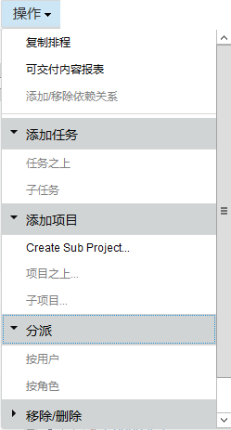 操作
复制排程
可交付内容报表
添加/移除依赖关系
添加任务
任务之上
子任务
添加项目
Create Sub Project...
项目之上...
子项目...
分派
按用户
按角色
移除/删除